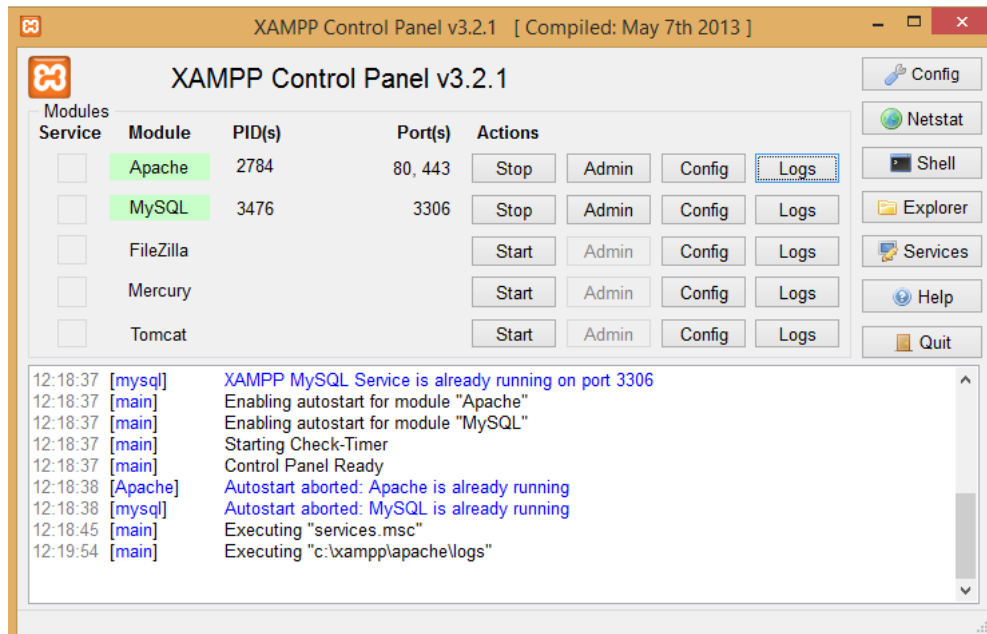 XAMPP Control Panel v3.2.1 [ Compiled: May 7th 2013 ]
XAMPP Control Panel v3.2.1
Config
Netstat
Shell
Explorer
Services
Help
Quit
Modules
Service Module PID(s) Port(s) Actions
Apache 2784 80, 443 Stop Admin Config Logs
MySQL 3476 3306 Stop Admin Config Logs
FileZilla Start Admin Config Logs
Mercury Start Admin Config Logs
Tomcat Start Admin Config Logs
12:18:37 [mysql] XAMPP MySQL Service is already running on port 3306
12:18:37 [main] Enabling autostart for module "Apache"
12:18:37 [main] Enabling autostart for module "MySQL"
12:18:37 [main] Starting Check-Timer
12:18:37 [main] Control Panel Ready
12:18:38 [Apache] Autostart aborted: Apache is already running
12:18:38 [mysql] Autostart aborted: MySQL is already running
12:18:45 [main] Executing "services.msc"
12:19:54 [main] Executing "c:\xampp\apache\logs"